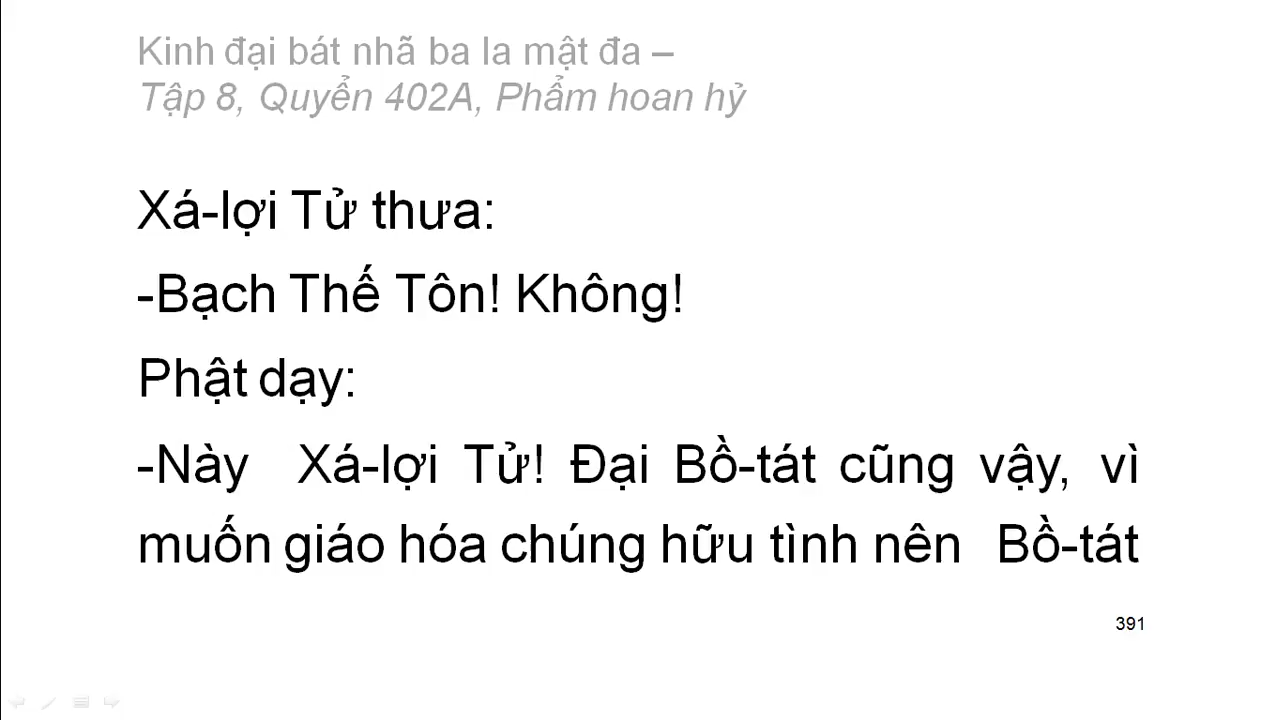 Kinh đại bát nhã ba la mật đa –
Tập 8, Quyển 402A, Phẩm hoan hỷ
Xá-lợi Tử thưa:
-Bạch Thế Tôn! Không!
Phật dạy:
-Này Xá-lợi Tử! Đại Bồ-tát cũng vậy, vì
muốn giáo hóa chúng hữu tình nên Bồ-tát
391